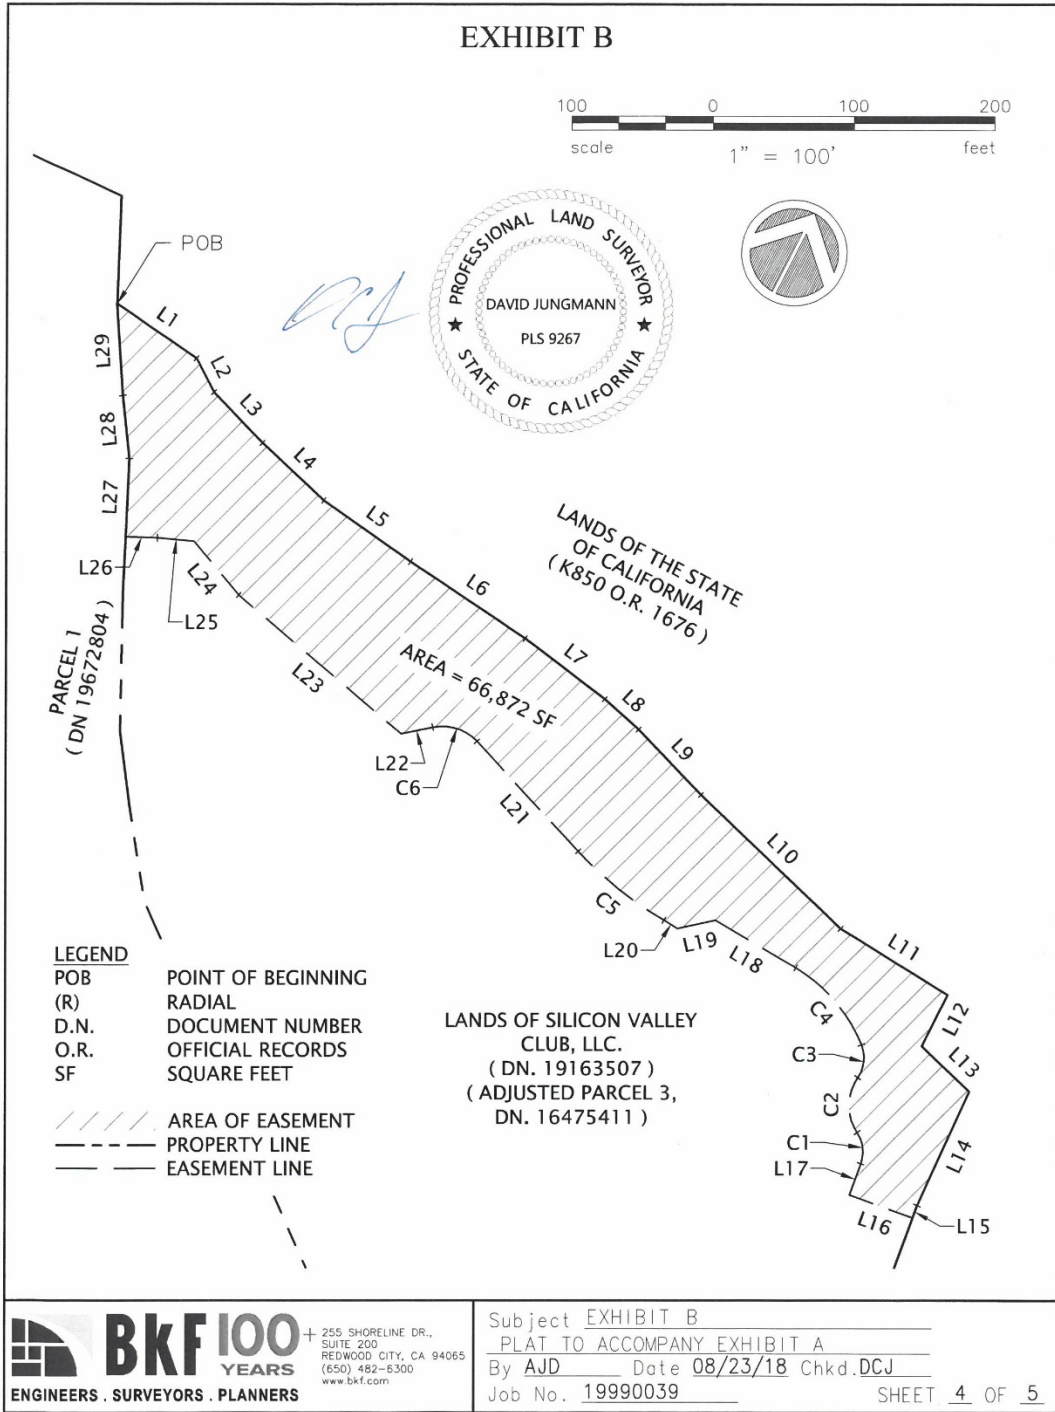 EXHIBIT B
100 0 100 200
scale 1" = 100' feet
PROFESSIONAL LAND SURVEYOR
DAVID JUNGMANN
PLS 9267
STATE OF CALIFORNIA
POB
L1
L29
L2
L28
L3
L4
L27
L5
L26
L24
L25
L6
LANDS OF THE STATE
OF CALIFORNIA
( K850 O.R. 1676 )
PARCEL 1
( DN 19672804 )
L23
AREA = 66,872 SF
L7
L8
L22
C6
L9
L21
L10
C5
L20
L19
L18
L11
C4
L12
C3
L13
C2
C1
L17
L14
L16
L15
LEGEND
POB POINT OF BEGINNING
(R) RADIAL
D.N. DOCUMENT NUMBER
O.R. OFFICIAL RECORDS
SF SQUARE FEET
AREA OF EASEMENT
PROPERTY LINE
EASEMENT LINE
LANDS OF SILICON VALLEY
CLUB, LLC.
( DN. 19163507 )
( ADJUSTED PARCEL 3,
DN. 16475411 )
BKF 100+
YEARS
ENGINEERS . SURVEYORS . PLANNERS
255 SHORELINE DR.,
SUITE 200
REDWOOD CITY, CA 94065
(650) 482-6300
www.bkf.com
Subject EXHIBIT B
PLAT TO ACCOMPANY EXHIBIT A
By AJD Date 08/23/18 Chkd.DCJ
Job No. 19990039 SHEET 4 OF 5